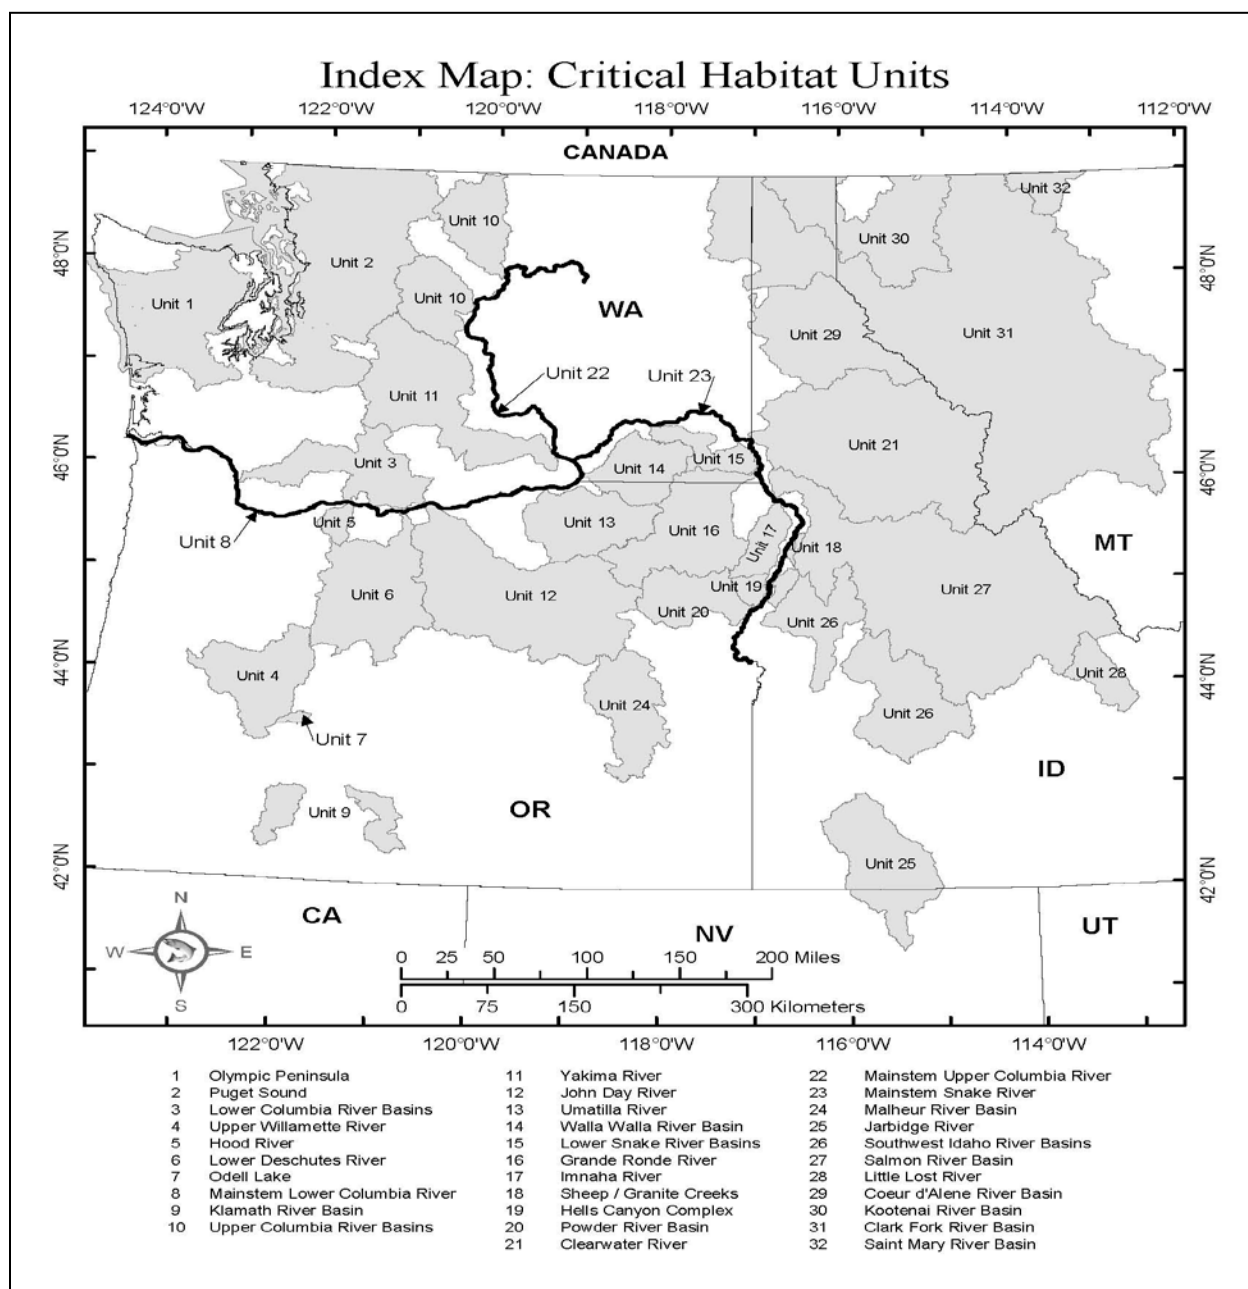 Index Map: Critical Habitat Units
124°0'W 122°0'W 120°0'W 118°0'W 116°0'W 114°0'W 112°0'W
CANADA
Unit 32
Unit 10
Unit 30
48°0'N
48°0'N
Unit 2
Unit 10
Unit 1
WA
Unit 29
Unit 31
Unit 22
Unit 23
Unit 11
Unit 21
46°0'N
46°0'N
Unit 3
Unit 14
Unit 15
Unit 5
Unit 13
Unit 16
Unit 17
Unit 18
Unit 8
MT
Unit 6
Unit 12
Unit 19
Unit 27
Unit 20
Unit 26
44°0'N
44°0'N
Unit 4
Unit 28
Unit 24
Unit 26
Unit 7
ID
OR
Unit 9
42°0'N
42°0'N
Unit 25
CA
NV
UT
N
W E
S
0 25 50 100 150 200 Miles
0 75 150 300 Kilometers
122°0'W 120°0'W 118°0'W 116°0'W 114°0'W
1 Olympic Peninsula
2 Puget Sound
3 Lower Columbia River Basins
4 Upper Willamette River
5 Hood River
6 Lower Deschutes River
7 Odell Lake
8 Mainstem Lower Columbia River
9 Klamath River Basin
10 Upper Columbia River Basins
11 Yakima River
12 John Day River
13 Umatilla River
14 Walla Walla River Basin
15 Lower Snake River Basins
16 Grande Ronde River
17 Imnaha River
18 Sheep / Granite Creeks
19 Hells Canyon Complex
20 Powder River Basin
21 Clearwater River
22 Mainstem Upper Columbia River
23 Mainstem Snake River
24 Malheur River Basin
25 Jarbidge River
26 Southwest Idaho River Basins
27 Salmon River Basin
28 Little Lost River
29 Coeur d'Alene River Basin
30 Kootenai River Basin
31 Clark Fork River Basin
32 Saint Mary River Basin